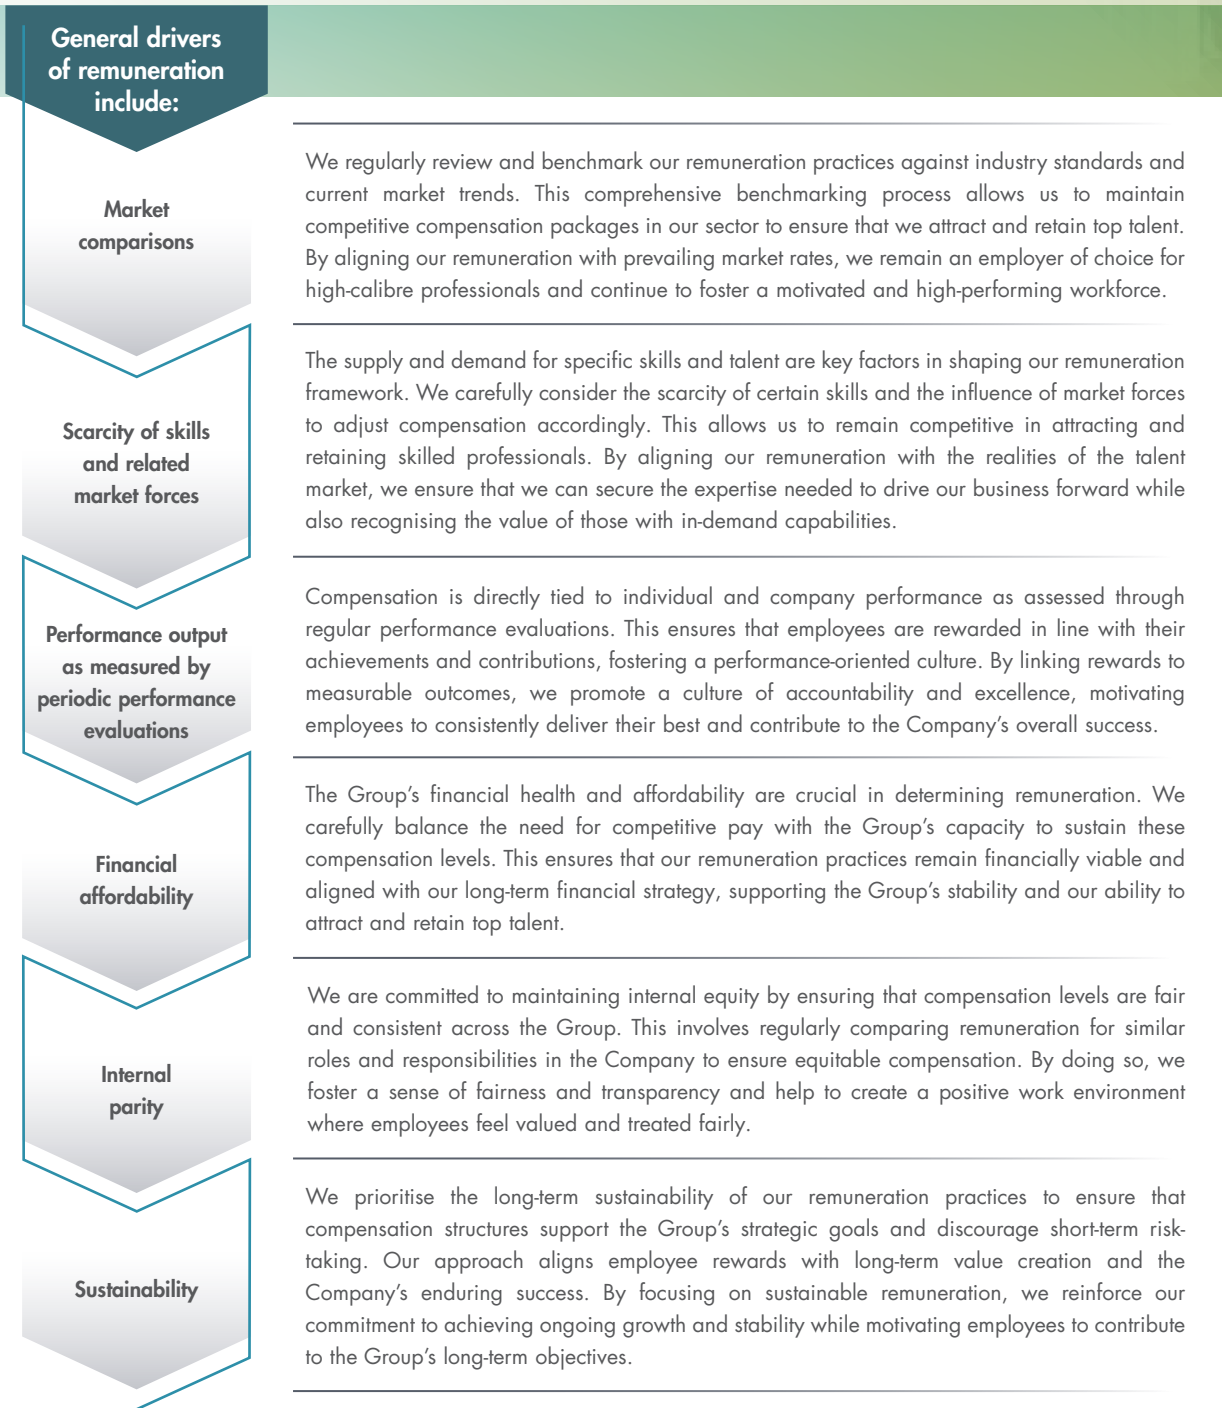 General drivers
of remuneration
include:
Market
comparisons
We regularly review and benchmark our remuneration practices against industry standards and
current market trends. This comprehensive benchmarking process allows us to maintain
competitive compensation packages in our sector to ensure that we attract and retain top talent.
By aligning our remuneration with prevailing market rates, we remain an employer of choice for
high-calibre professionals and continue to foster a motivated and high-performing workforce.
Scarcity of skills
and related
market forces
The supply and demand for specific skills and talent are key factors in shaping our remuneration
framework. We carefully consider the scarcity of certain skills and the influence of market forces
to adjust compensation accordingly. This allows us to remain competitive in attracting and
retaining skilled professionals. By aligning our remuneration with the realities of the talent
market, we ensure that we can secure the expertise needed to drive our business forward while
also recognising the value of those with in-demand capabilities.
Performance output
as measured by
periodic performance
evaluations
Compensation is directly tied to individual and company performance as assessed through
regular performance evaluations. This ensures that employees are rewarded in line with their
achievements and contributions, fostering a performance-oriented culture. By linking rewards to
measurable outcomes, we promote a culture of accountability and excellence, motivating
employees to consistently deliver their best and contribute to the Company's overall success.
Financial
affordability
The Group's financial health and affordability are crucial in determining remuneration. We
carefully balance the need for competitive pay with the Group's capacity to sustain these
compensation levels. This ensures that our remuneration practices remain financially viable and
aligned with our long-term financial strategy, supporting the Group's stability and our ability to
attract and retain top talent.
Internal
parity
We are committed to maintaining internal equity by ensuring that compensation levels are fair
and consistent across the Group. This involves regularly comparing remuneration for similar
roles and responsibilities in the Company to ensure equitable compensation. By doing so, we
foster a sense of fairness and transparency and help to create a positive work environment
where employees feel valued and treated fairly.
Sustainability
We prioritise the long-term sustainability of our remuneration practices to ensure that
compensation structures support the Group's strategic goals and discourage short-term risk-
taking. Our approach aligns employee rewards with long-term value creation and the
Company's enduring success. By focusing on sustainable remuneration, we reinforce our
commitment to achieving ongoing growth and stability while motivating employees to contribute
to the Group's long-term objectives.